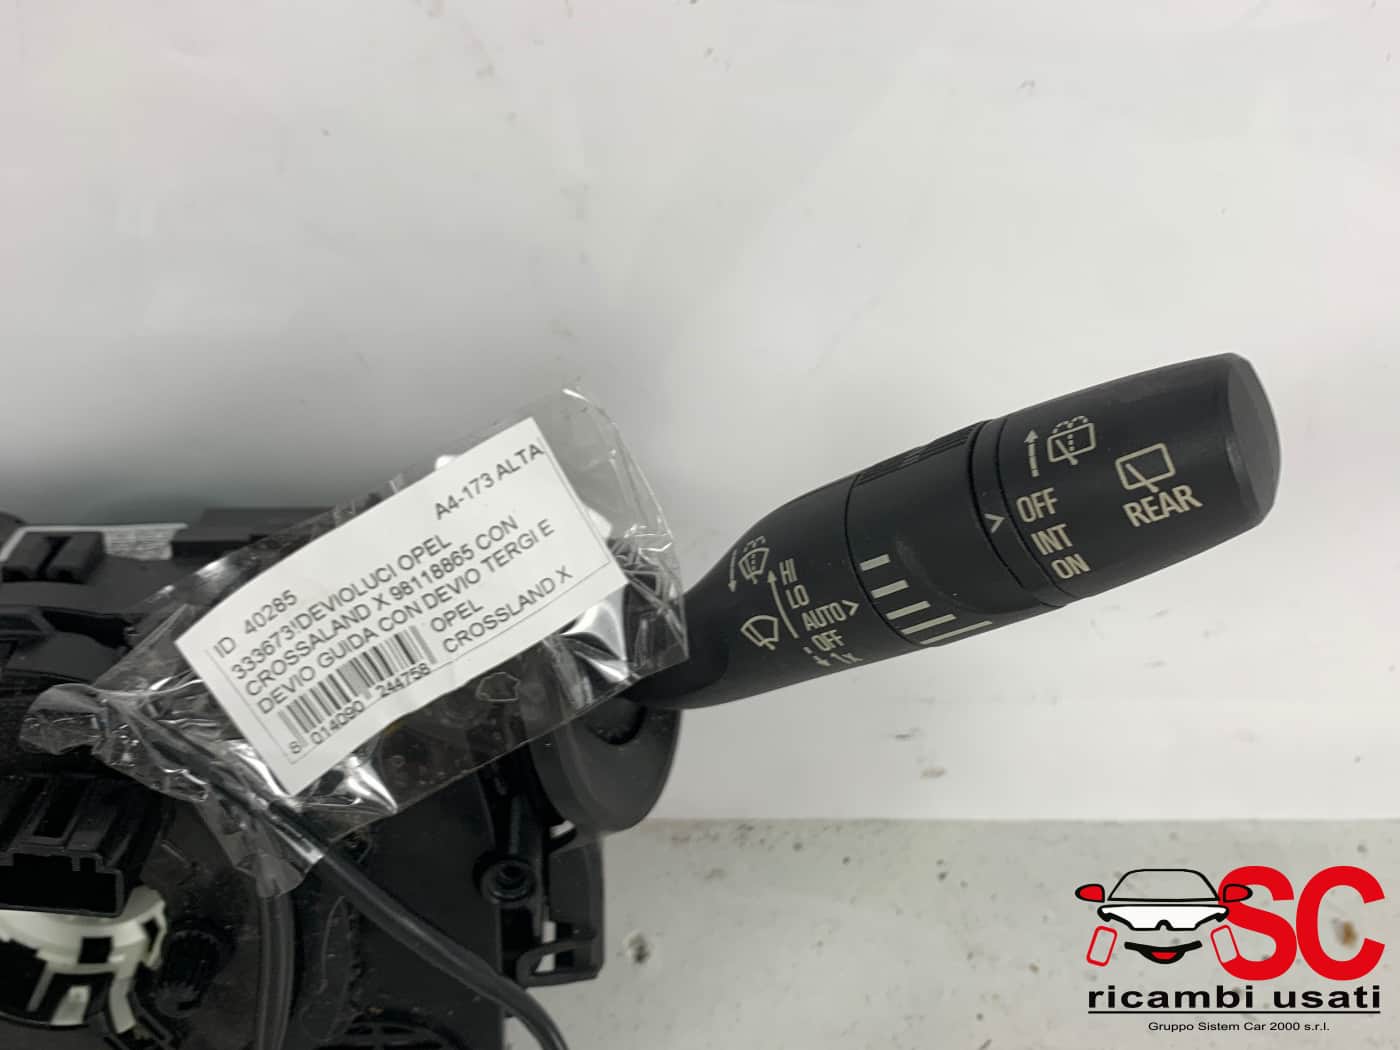 A4-173 ALTA
ID 40285
333673\DEVIOLUCI OPEL
CROSSALAND X 98118865 CON
DEVIO GUIDA CON DEVIO TERGI E
OPEL
CROSSLAND X
8 014090 244758
HI
LO
AUTO>
OFF
+ 1x
OFF
INT
ON
REAR
SC
ricambi usati
Gruppo Sistem Car 2000 s.r.l.